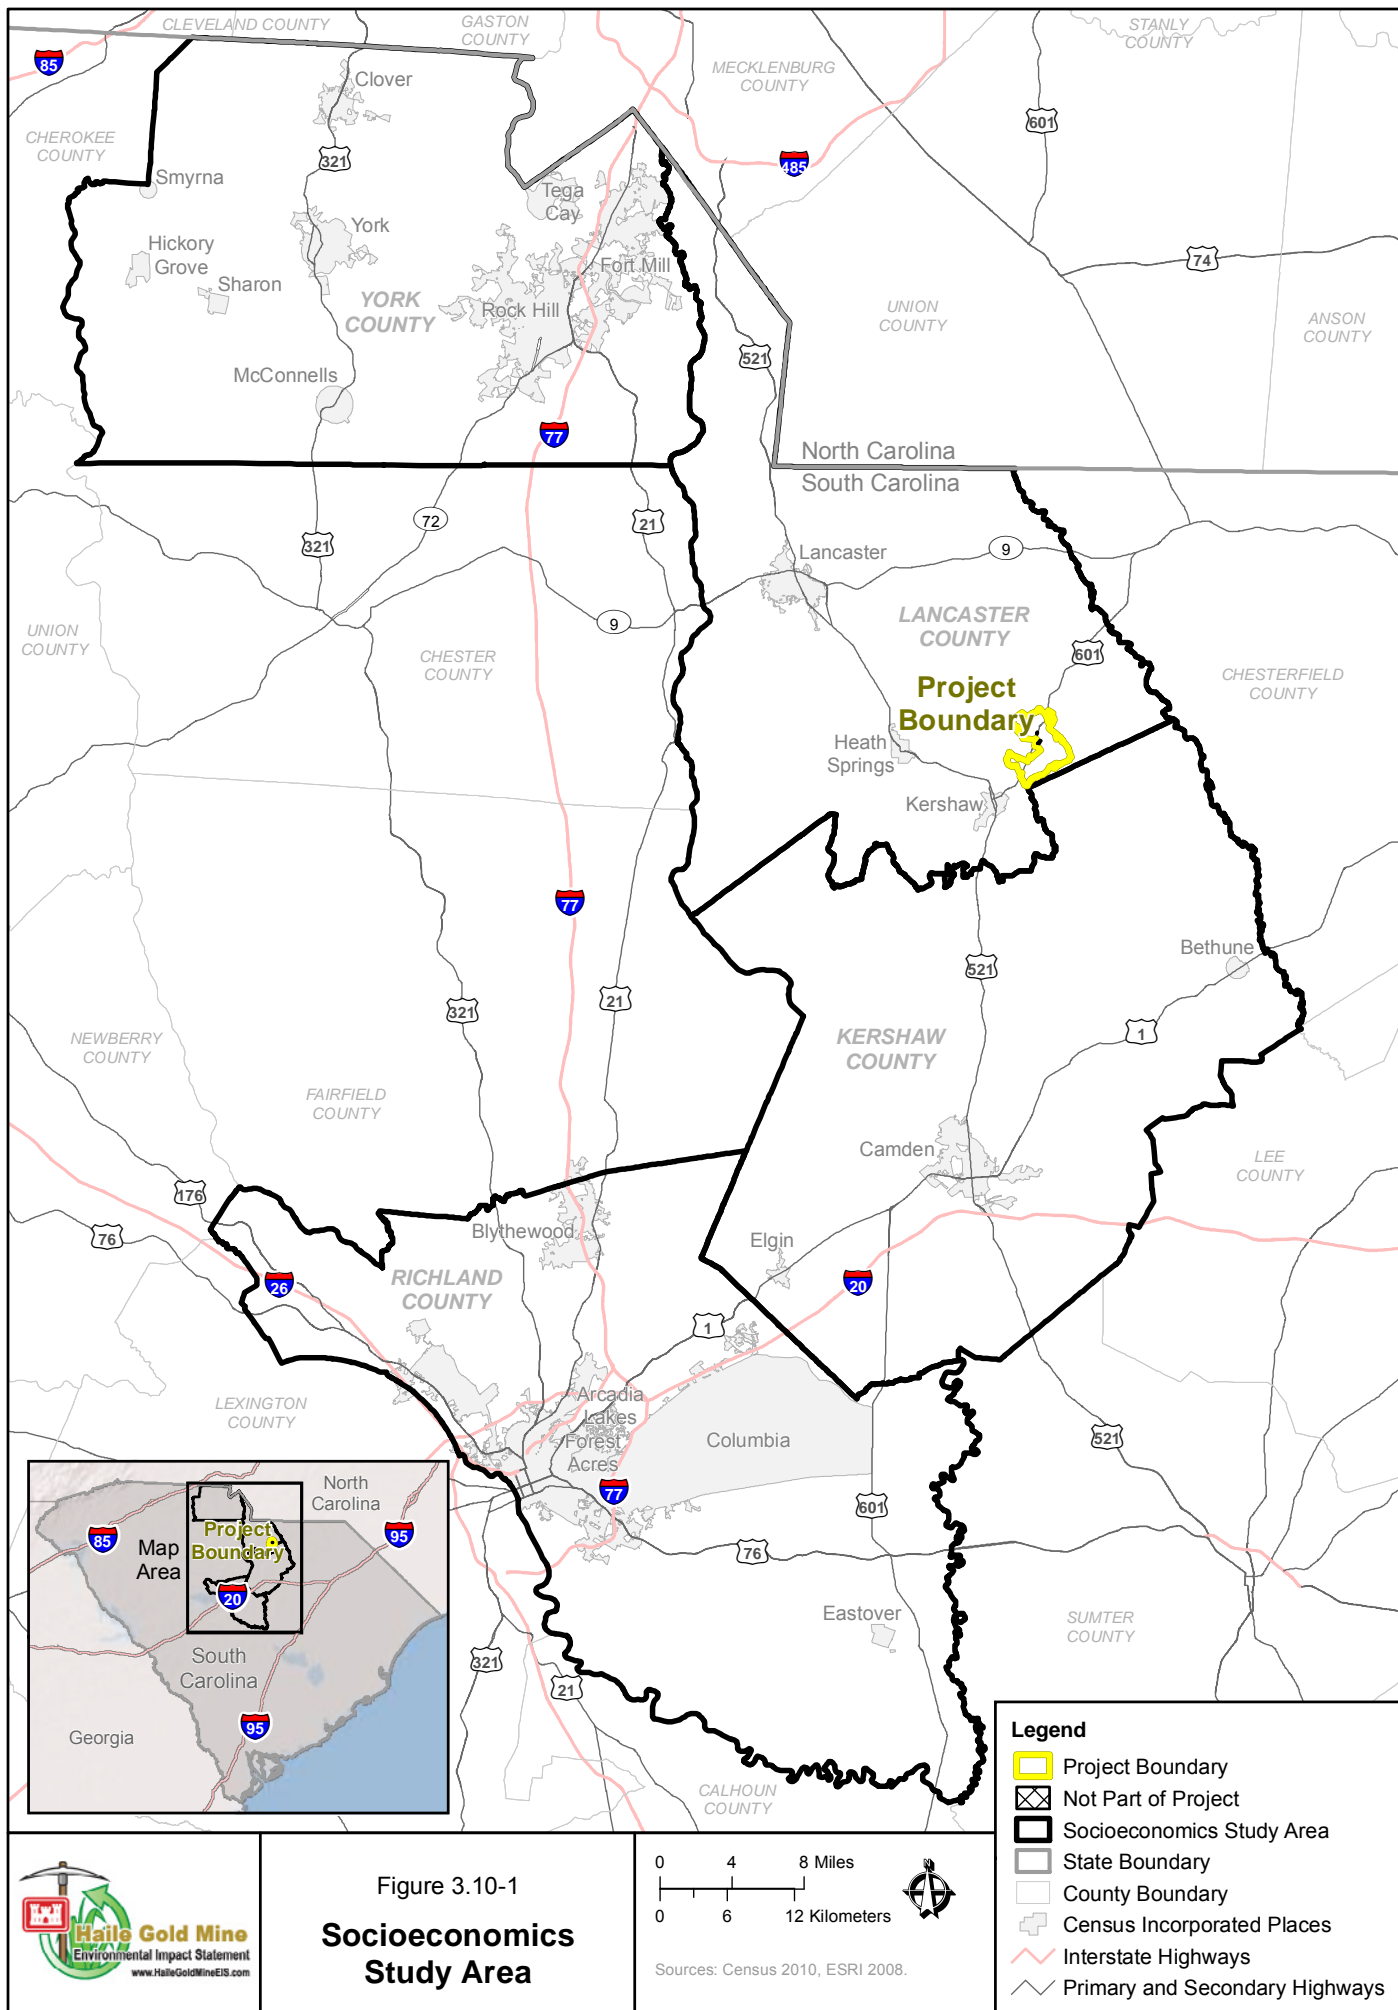 CLEVELAND COUNTY
GASTON
COUNTY
STANLY
COUNTY
85
MECKLENBURG
COUNTY
Clover
601
CHEROKEE
COUNTY
321
485
Smyrna
Tega
Cay
York
Hickory
Grove
74
Fort Mill
Sharon
YORK
COUNTY
Rock Hill
UNION
COUNTY
ANSON
COUNTY
521
McConnells
77
North Carolina
South Carolina
72
21
321
9
Lancaster
9
LANCASTER
COUNTY
UNION
COUNTY
CHESTER
COUNTY
601
CHESTERFIELD
COUNTY
Project
Boundary
Heath
Springs
Kershaw
77
Bethune
521
321
21
1
NEWBERRY
COUNTY
KERSHAW
COUNTY
FAIRFIELD
COUNTY
Camden
LEE
COUNTY
176
76
Blythewood
Elgin
26
RICHLAND
COUNTY
20
1
LEXINGTON
COUNTY
Arcadia
Lakes
Forest
Acres
Columbia
521
77
601
76
Eastover
SUMTER
COUNTY
321
21
CALHOUN
COUNTY
North
Carolina
85
Project
Boundary
95
Map
Area
20
South
Carolina
95
Georgia
Legend
Project Boundary
Not Part of Project
Socioeconomics Study Area
State Boundary
County Boundary
Census Incorporated Places
Interstate Highways
Primary and Secondary Highways
Haile Gold Mine
Environmental Impact Statement
www.HaileGoldMineEIS.com
Figure 3.10-1
Socioeconomics
Study Area
0 4 8 Miles
0 6 12 Kilometers
N
Sources: Census 2010, ESRI 2008.